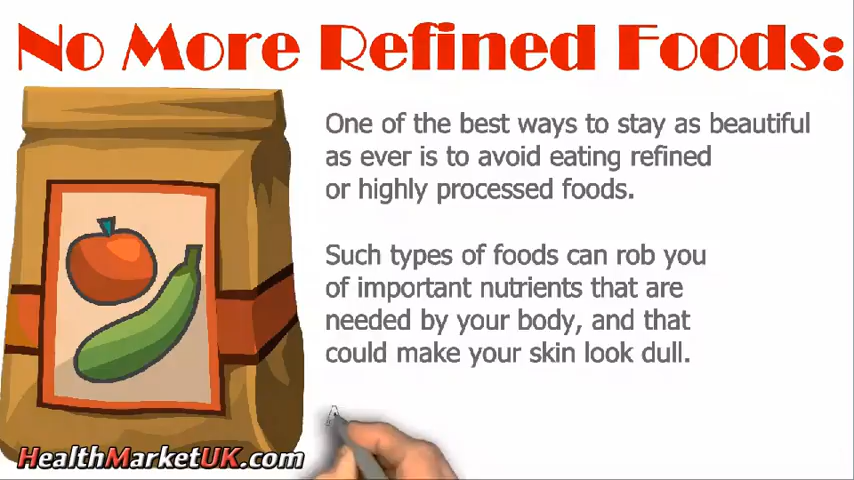 No More Refined Foods:
One of the best ways to stay as beautiful
as ever is to avoid eating refined
or highly processed foods.
Such types of foods can rob you
of important nutrients that are
needed by your body, and that
could make your skin look dull.
HealthMarketUK.com